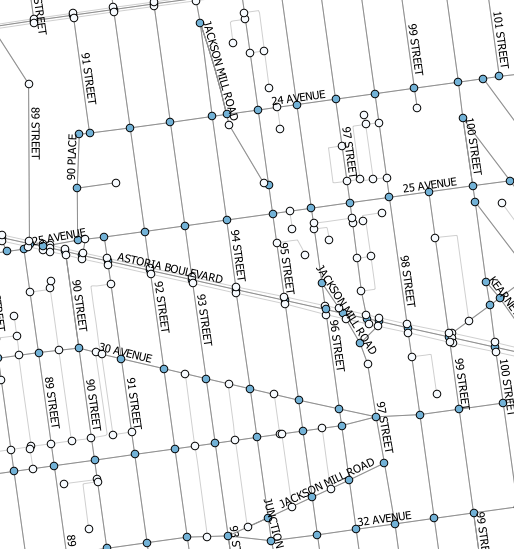 STREET
91 STREET
JACKSON MILL ROAD
99 STREET
101 STREET
24 AVENUE
89 STREET
90 PLACE
97 STREET
100 STREET
25 AVENUE
25 AVENUE
94 STREET
95 STREET
ASTORIA BOULEVARD
98 STREET
JACKSON MILL ROAD
90 STREET
92 STREET
93 STREET
96 STREET
30 AVENUE
89 STREET
90 STREET
91 STREET
99 STREET
100 STREET
97 STREET
JACKSON MILL ROAD
JUNCTION
32 AVENUE
99 STREET
89